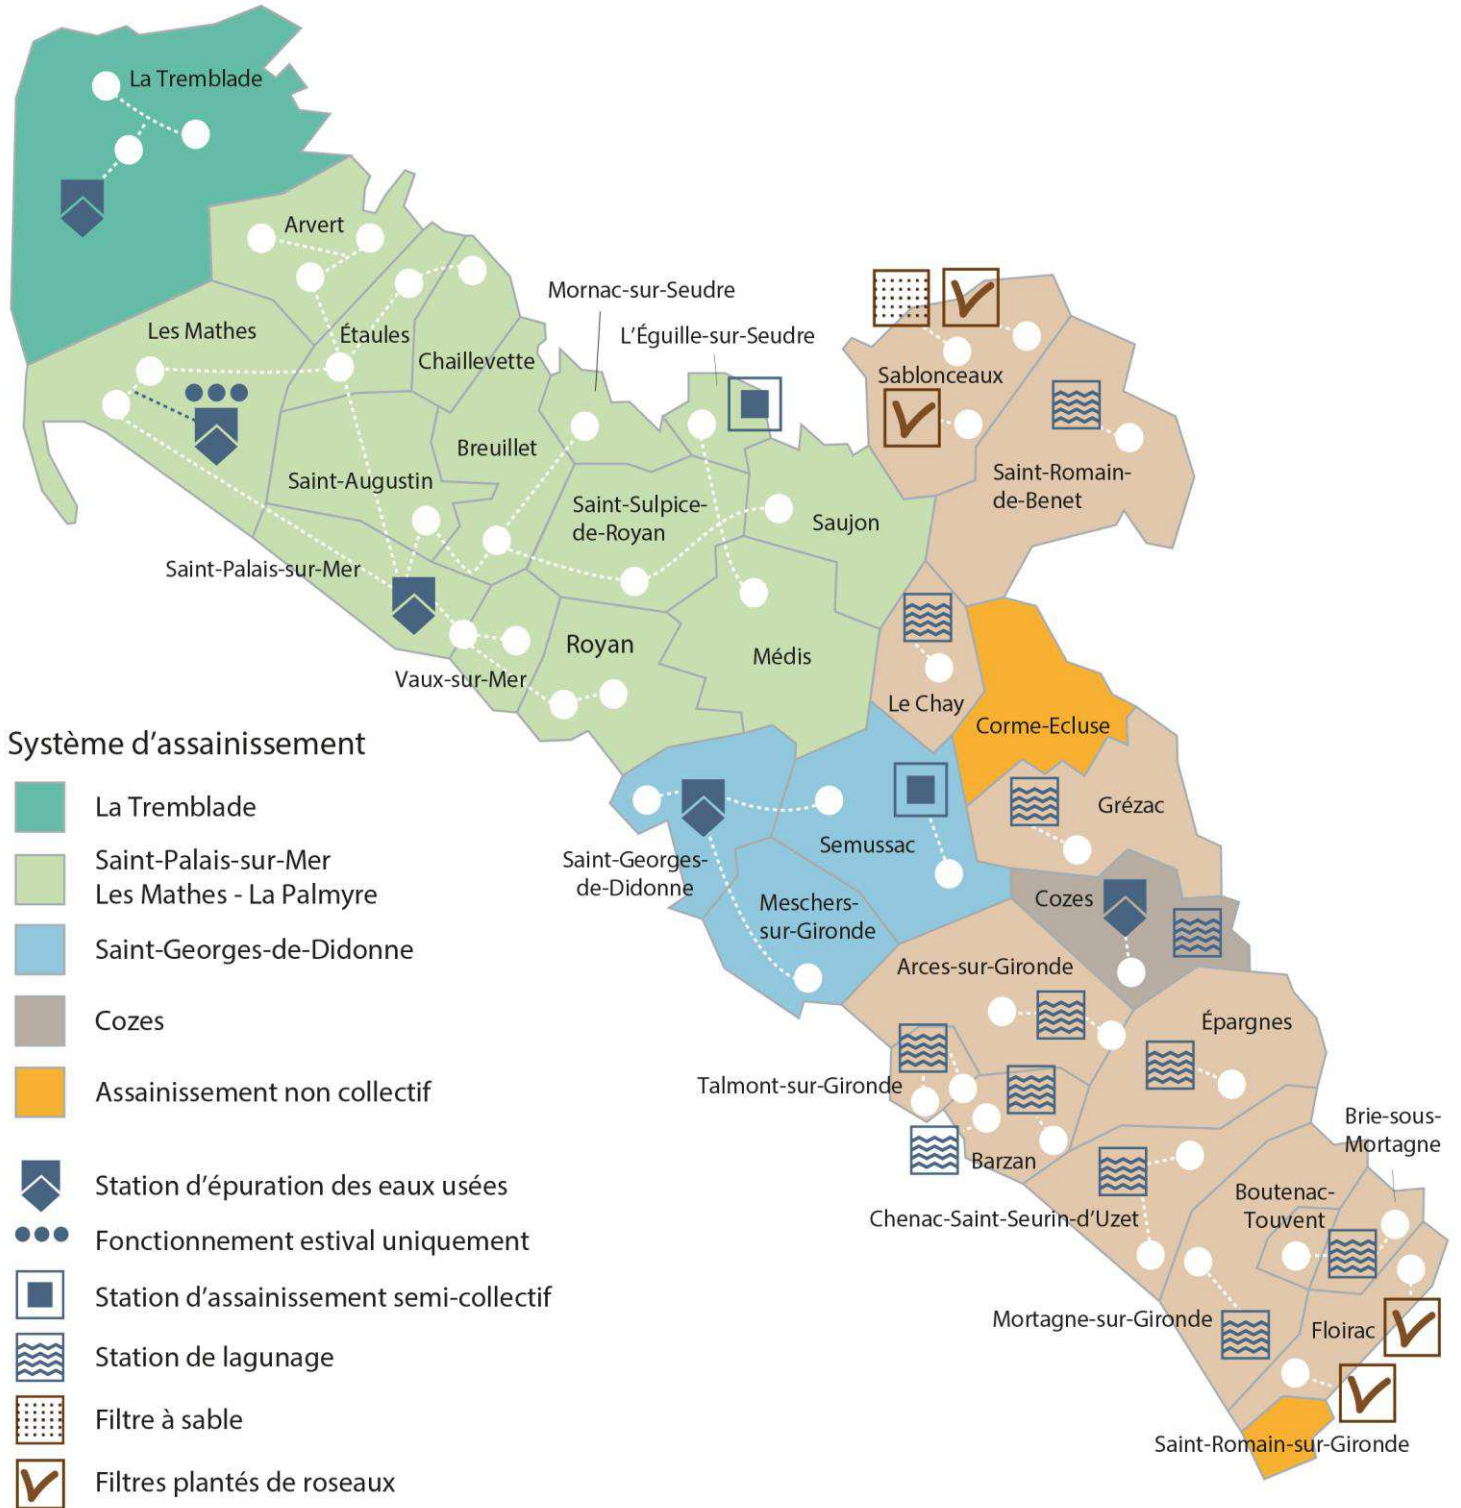 La Tremblade
Arvert
Mornac-sur-Seudre
Les Mathes
Étaules
L’Éguille-sur-Seudre
Chaillevette
Sablonceaux
Breuillet
Saint-Augustin
Saint-Sulpice-
de-Royan
Saujon
Saint-Romain-
de-Benet
Saint-Palais-sur-Mer
Royan
Médis
Vaux-sur-Mer
Le Chay
Corme-Ecluse
Grézac
Semussac
Saint-Georges-
de-Didonne
Meschers-
sur-Gironde
Cozes
Arces-sur-Gironde
Épargnes
Talmont-sur-Gironde
Barzan
Brie-sous-
Mortagne
Boutenac-
Touvent
Chenac-Saint-Seurin-d’Uzet
Mortagne-sur-Gironde
Floirac
Saint-Romain-sur-Gironde
Système d’assainissement
La Tremblade
Saint-Palais-sur-Mer
Les Mathes - La Palmyre
Saint-Georges-de-Didonne
Cozes
Assainissement non collectif
Station d’épuration des eaux usées
Fonctionnement estival uniquement
Station d’assainissement semi-collectif
Station de lagunage
Filtre à sable
Filtres plantés de roseaux